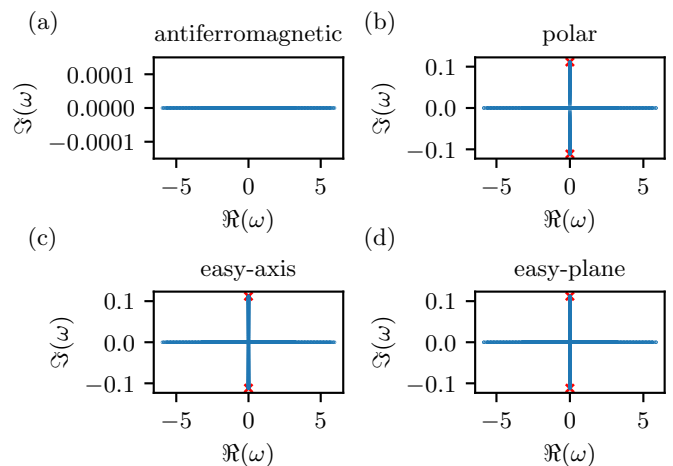 (a)
antiferromagnetic
ℑ(ω)
0.0001
0.0000
−0.0001
−5 0 5
ℜ(ω)
(b)
polar
ℑ(ω)
0.1
0.0
−0.1
−5 0 5
ℜ(ω)
(c)
easy-axis
ℑ(ω)
0.1
0.0
−0.1
−5 0 5
ℜ(ω)
(d)
easy-plane
ℑ(ω)
0.1
0.0
−0.1
−5 0 5
ℜ(ω)